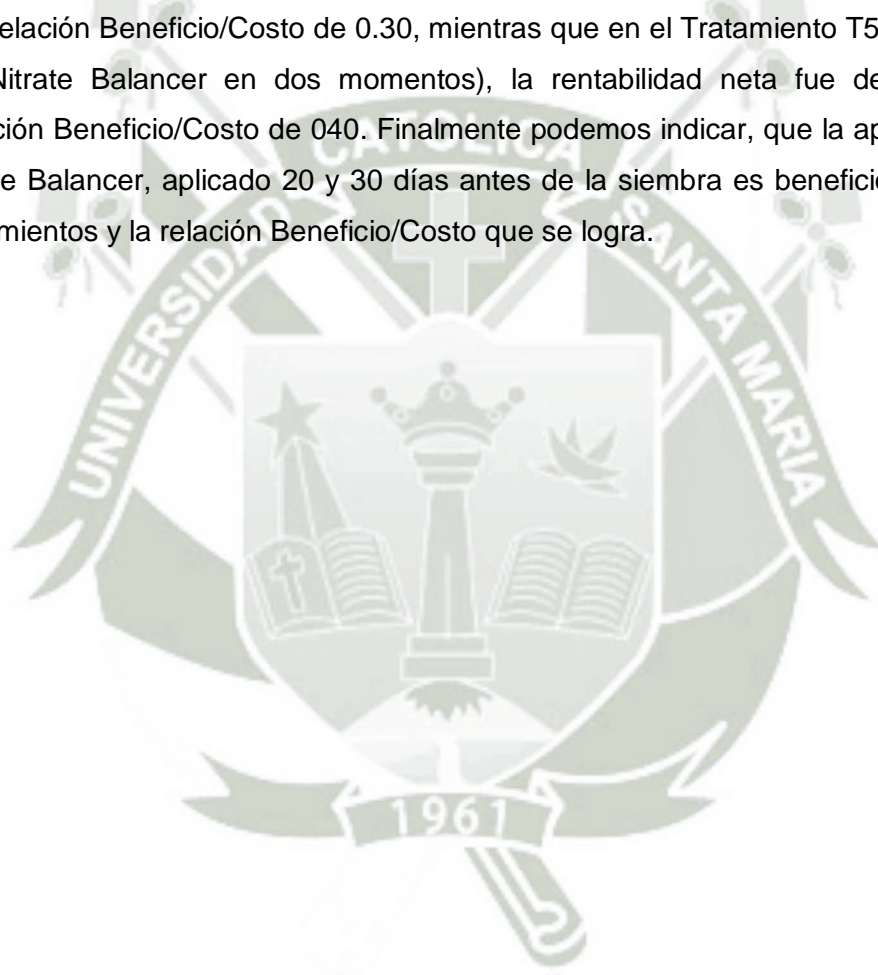 elación Beneficio/Costo de 0.30, mientras que en el Tratamiento T5
Nitrate Balancer en dos momentos), la rentabilidad neta fue de
ción Beneficio/Costo de 040. Finalmente podemos indicar, que la ap
e Balancer, aplicado 20 y 30 días antes de la siembra es beneficio
mientos y la relación Beneficio/Costo que se logra.
UNIVERSIDAD CATOLICA SANTA MARIA
1961